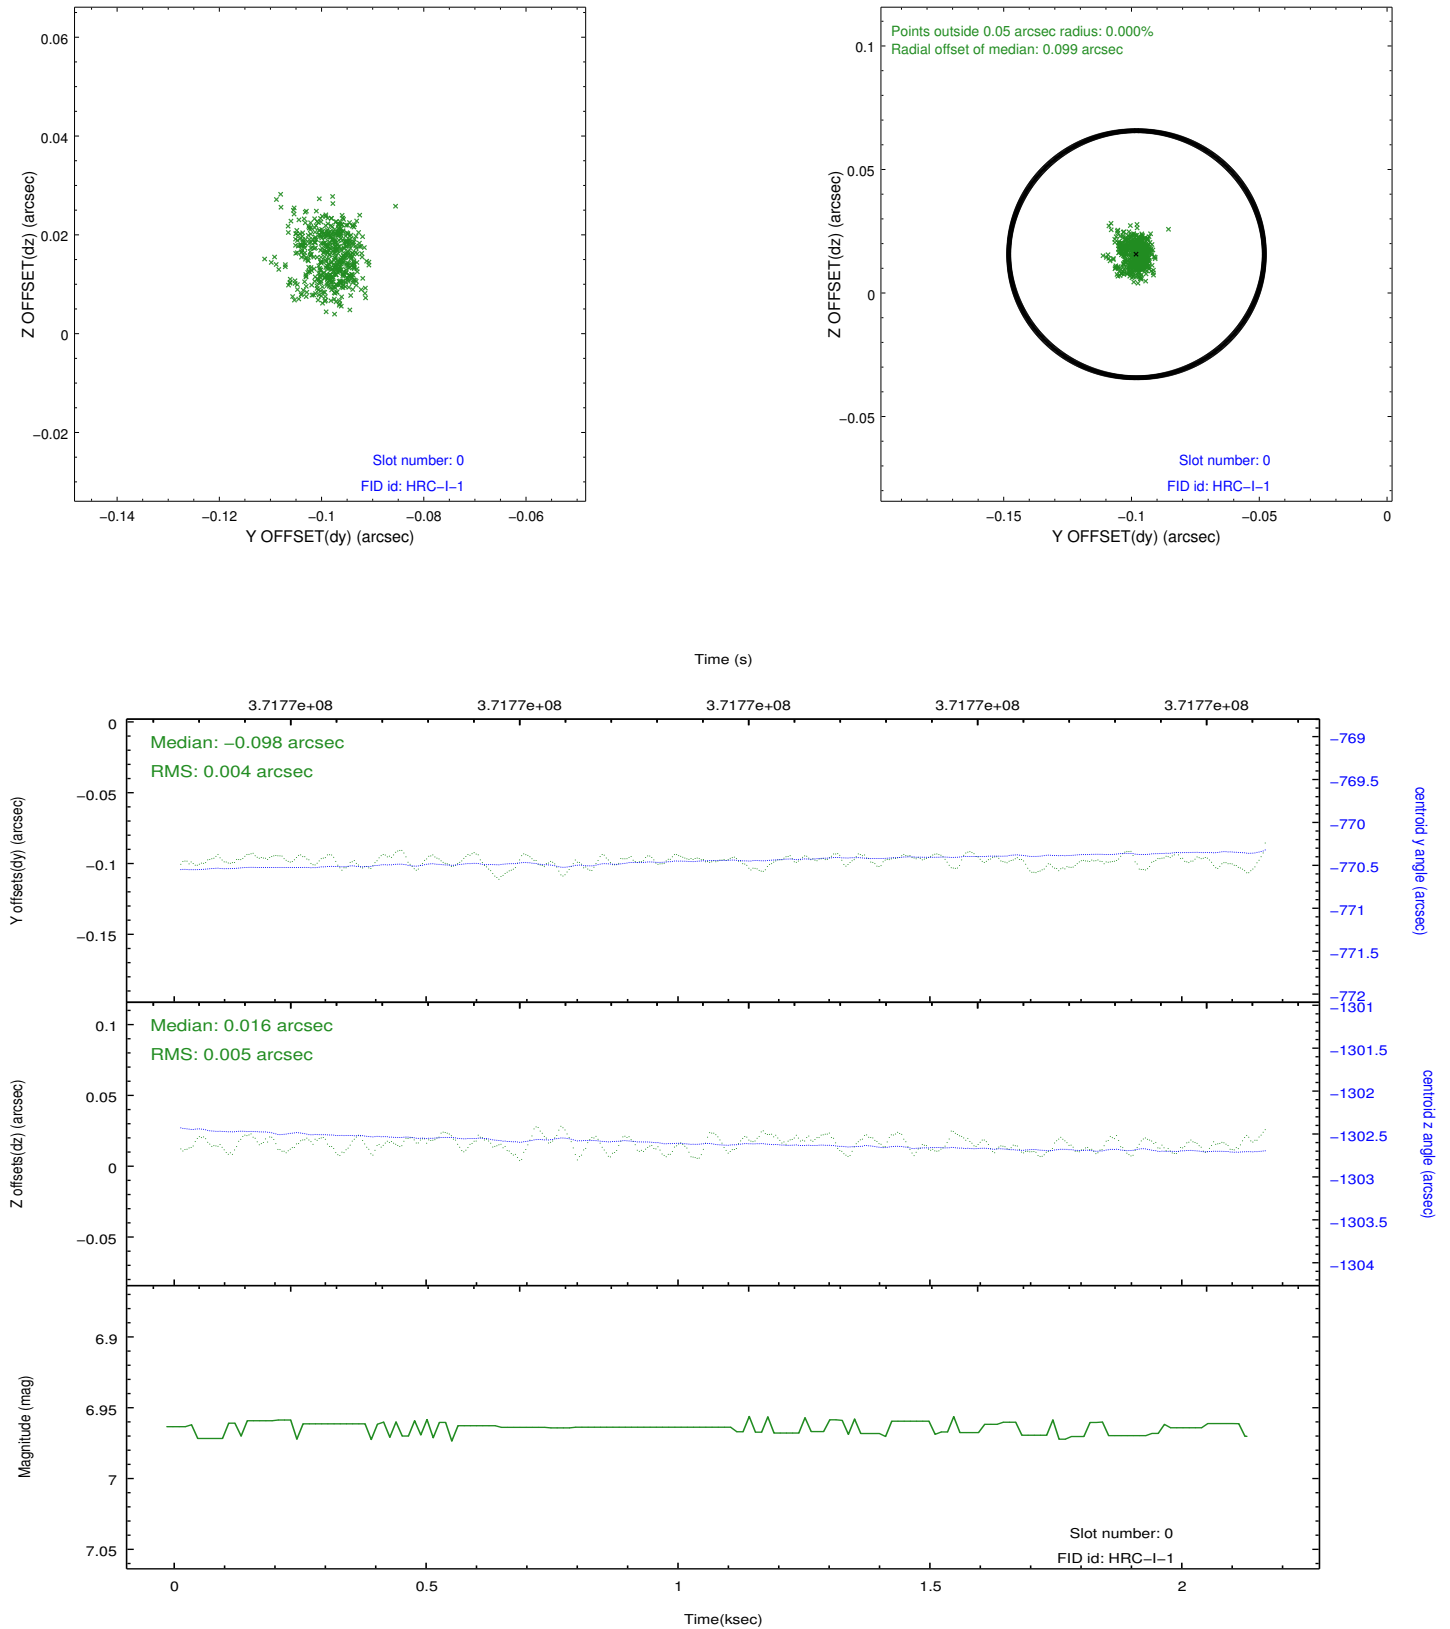 0.06
0.04
0.02
0
−0.02
Z OFFSET(dz) (arcsec)
Slot number: 0
FID id: HRC−I−1
−0.14 −0.12 −0.1 −0.08 −0.06
Y OFFSET(dy) (arcsec)
Points outside 0.05 arcsec radius: 0.000%
Radial offset of median: 0.099 arcsec
0.1
0.05
0
−0.05
Z OFFSET(dz) (arcsec)
Slot number: 0
FID id: HRC−I−1
−0.15 −0.1 −0.05 0
Y OFFSET(dy) (arcsec)
Time (s)
3.7177e+08 3.7177e+08 3.7177e+08 3.7177e+08 3.7177e+08
Median: −0.098 arcsec
RMS: 0.004 arcsec
0
−0.05
−0.1
−0.15
Y offsets(dy) (arcsec)
−769
−769.5
−770
−770.5
−771
−771.5
−772
centroid y angle (arcsec)
Median: 0.016 arcsec
RMS: 0.005 arcsec
0.1
0.05
0
−0.05
Z offsets(dz) (arcsec)
−1301
−1301.5
−1302
−1302.5
−1303
−1303.5
−1304
centroid z angle (arcsec)
6.9
6.95
7
7.05
Magnitude (mag)
Slot number: 0
FID id: HRC−I−1
0 0.5 1 1.5 2
Time(ksec)